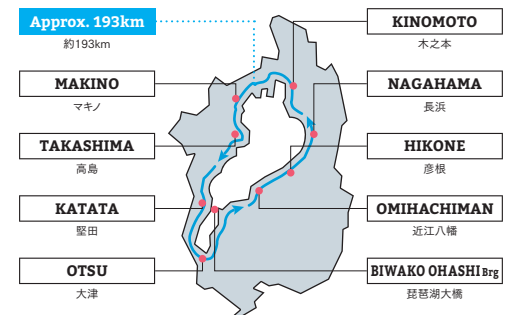 Approx. 193km
約193km
MAKINO
マキノ
TAKASHIMA
高島
KATATA
堅田
OTSU
大津
KINOMOTO
木之本
NAGAHAMA
長浜
HIKONE
彦根
OMIHACHIMAN
近江八幡
BIWAKO OHASHI Brg
琵琶湖大橋